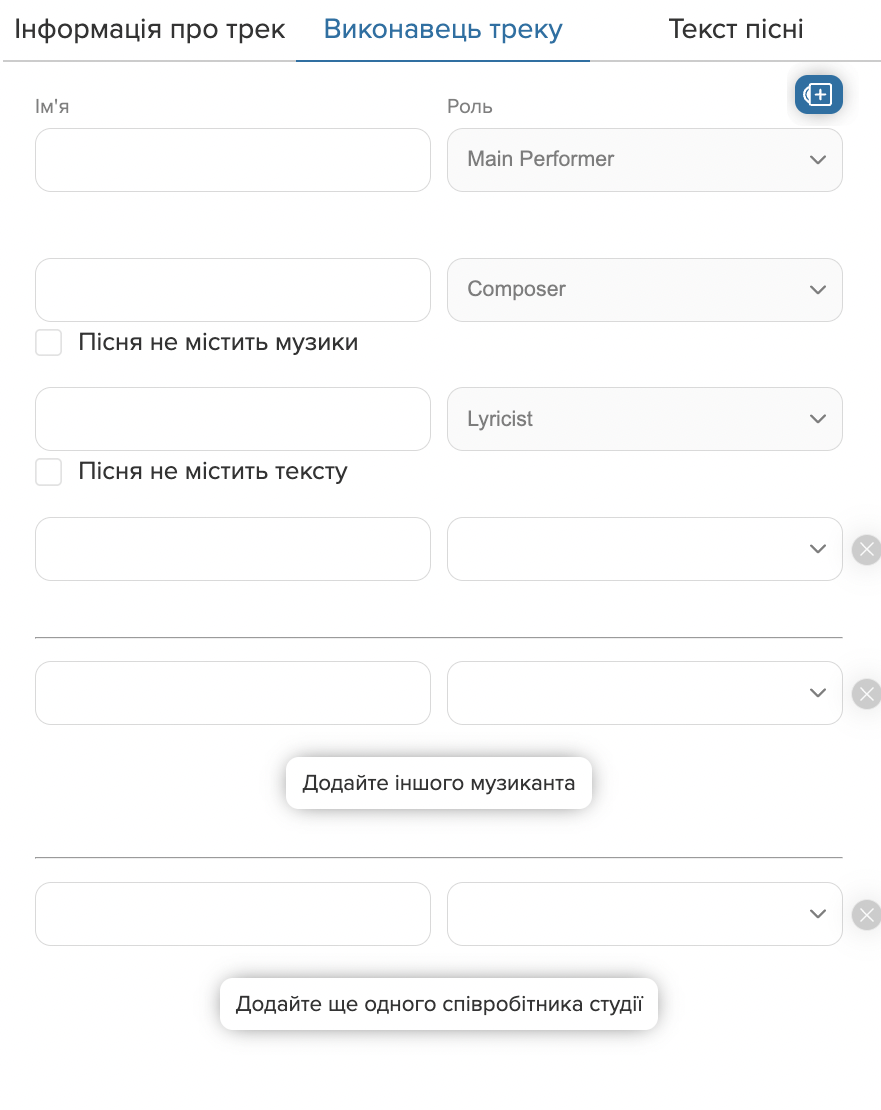 Інформація про трек Виконавець треку Текст пісні
Ім'я Роль
Main Performer
Composer
Пісня не містить музики
Lyricist
Пісня не містить тексту
Додайте іншого музиканта
Додайте ще одного співробітника студії